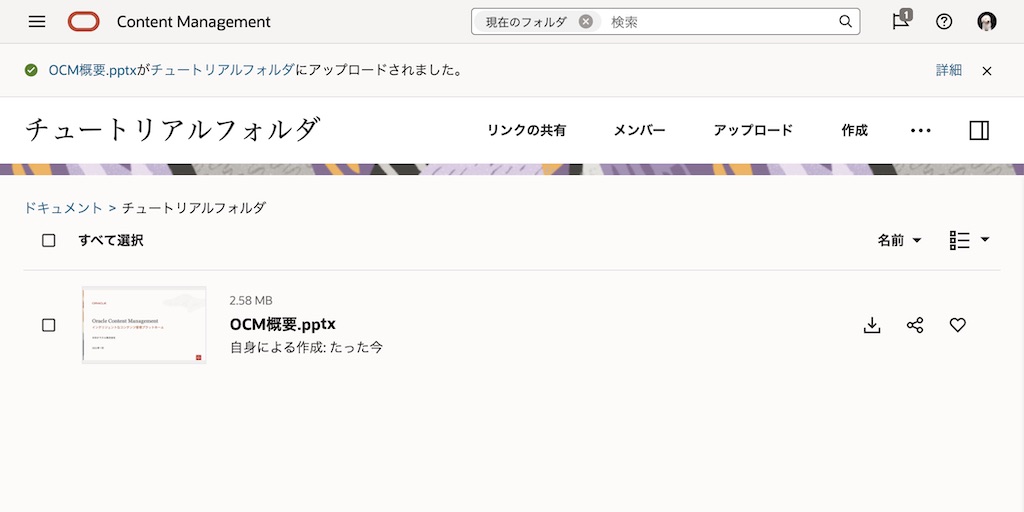 Content Management
現在のフォルダ
検索
1
OCM概要.pptxがチュートリアルフォルダにアップロードされました。
詳細
チュートリアルフォルダ
リンクの共有
メンバー
アップロード
作成
ドキュメント > チュートリアルフォルダ
すべて選択
名前
ORACLE
Oracle Content Management
2.58 MB
OCM概要.pptx
自身による作成: たった今